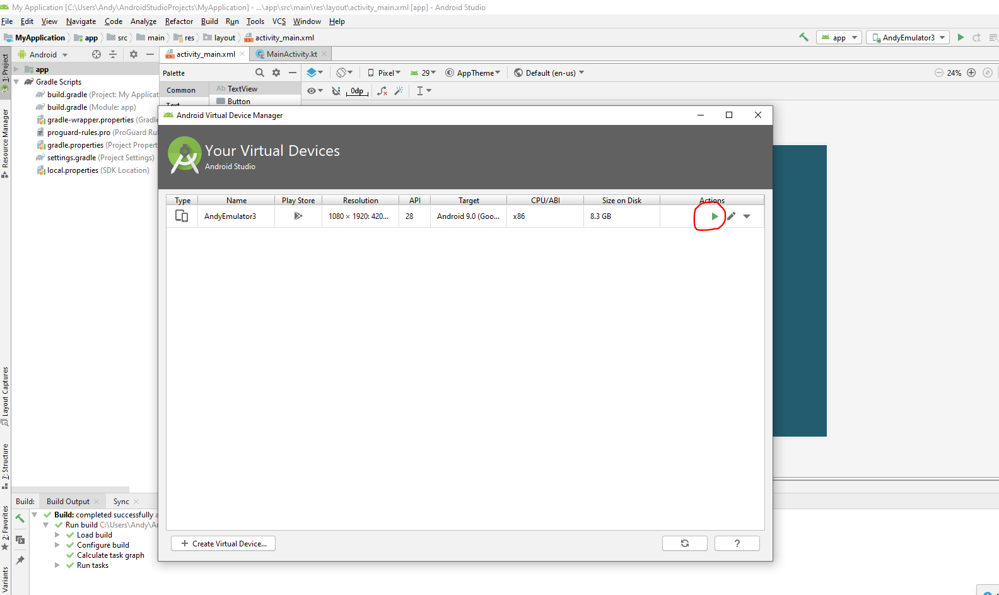 My Application [C:\Users\Andy\AndroidStudioProjects\MyApplication] - ...\app\src\main\res\layout\activity_main.xml [app] - Android Studio
File Edit View Navigate Code Analyze Refactor Build Run Tools VCS Window Help
MyApplication app src main res layout activity_main.xml app AndyEmulator3
Android activity_main.xml MainActivity.kt
1: Project
Resource Manager
Layout Captures
7: Structure
2: Favorites
Variants
app
Gradle Scripts
build.gradle (Project: My Applicat
build.gradle (Module: app)
gradle-wrapper.properties (Gradle
proguard-rules.pro (ProGuard Ru
gradle.properties (Project Propert
settings.gradle (Project Settings)
local.properties (SDK Location)
Palette
Common
Text
Ab TextView
Button
Pixel 29 AppTheme Default (en-us) 24%
0dp
Android Virtual Device Manager
Your Virtual Devices
Android Studio
Type Name Play Store Resolution API Target CPU/ABI Size on Disk Actions
AndyEmulator3 1080 × 1920: 420... 28 Android 9.0 (Goo... x86 8.3 GB
+ Create Virtual Device... ?
Build: Build Output Sync
Build: completed successfully a
Run build C:\Users\Andy\A
Load build
Configure build
Calculate task graph
Run tasks